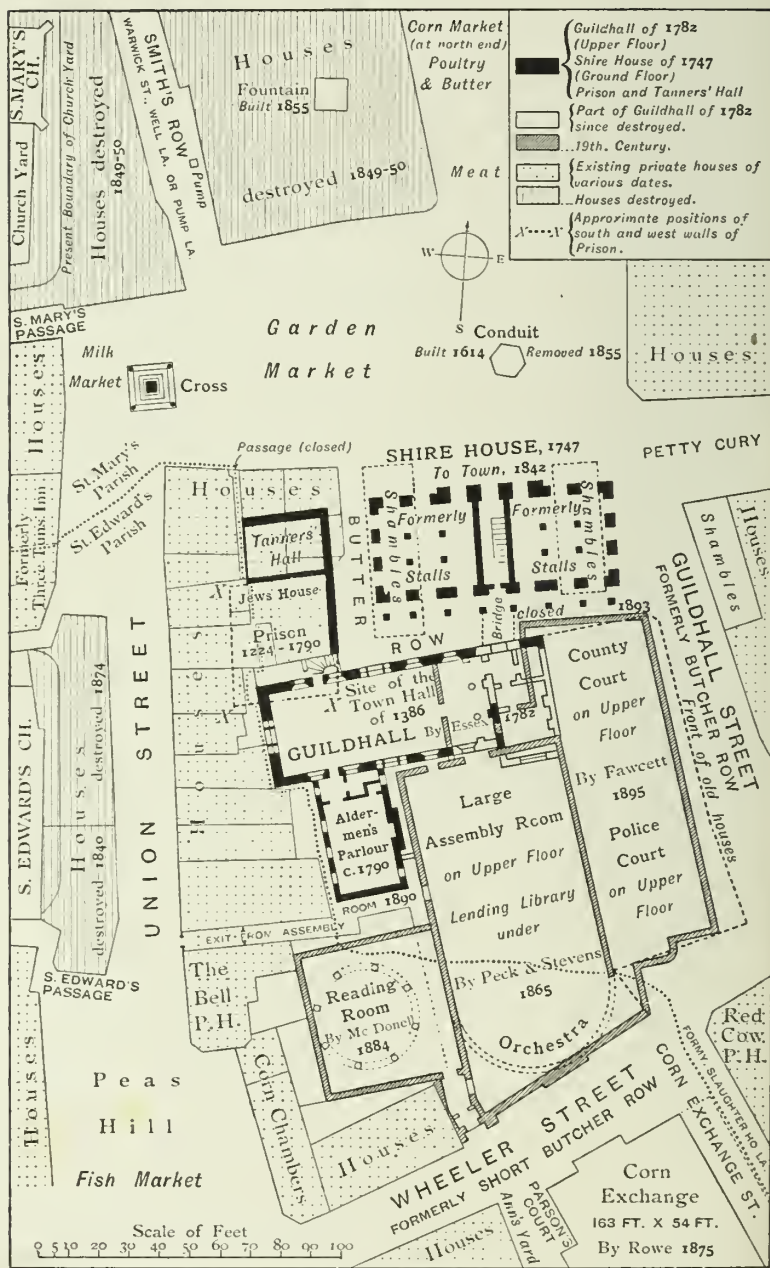 S. MARY'S CH.
Church Yard
Present Boundary of Church Yard
Houses destroyed
1849-50
SMITH'S ROW
WARWICK ST., WELL LA. OR PUMP LA.
Pump
Houses
Fountain
Built 1855
destroyed 1849-50
Corn Market
(at north end)
Poultry
& Butter
Meat
Guildhall of 1782
(Upper Floor)
Shire House of 1747
(Ground Floor)
Prison and Tanners' Hall
Part of Guildhall of 1782
since destroyed.
19th. Century.
Existing private houses of
various dates.
Houses destroyed.
X X
Approximate positions of
south and west walls of
Prison.
W E
S
S. MARY'S
PASSAGE
Houses
Milk
Market
Cross
Garden
Market
Conduit
Built 1614 Removed 1855
Houses
St. Mary's
Parish
St. Edward's
Parish
Formerly
Three Tuns Inn
Passage (closed)
Houses
Tanners'
Hall
Jews House
X
Prison
1224-1790
X
X
BUTTER
ROW
SHIRE HOUSE, 1747
To Town, 1842
Shambles
Formerly
Stalls
Formerly
Stalls
Shambles
Bridge
closed
1893
PETTY CURY
Shambles
Houses
GUILDHALL STREET
FORMERLY BUTCHER ROW
Front of old houses
Site of the
Town Hall
of 1386
GUILDHALL By Essex 1782
County
Court
on Upper
Floor
By Fawcett
1895
Police
Court
on Upper
Floor
UNION STREET
Houses
S. EDWARD'S CH.
Houses
destroyed 1840
destroyed 1874
S. EDWARD'S
PASSAGE
Houses
Alder-
men's
Parlour
c. 1790
ROOM 1890
EXIT FROM ASSEMBLY
Large
Assembly Room
on Upper Floor
Lending Library
under
By Peck & Stevens
1865
Orchestra
The
Bell
P.H.
Reading
Room
By Mc Donell
1884
Corn Chambers
Houses
Peas
Hill
Fish Market
WHEELER STREET
FORMERLY SHORT BUTCHER ROW
CORN EXCHANGE ST.
FORMY. SLAUGHTER HO. LA.
Red
Cow
P.H.
PARSON'S
COURT
Ann's Yard
Houses
Corn
Exchange
163 FT. X 54 FT.
By Rowe 1875
Scale of Feet
0 5 10 20 30 40 50 60 70 80 90 100